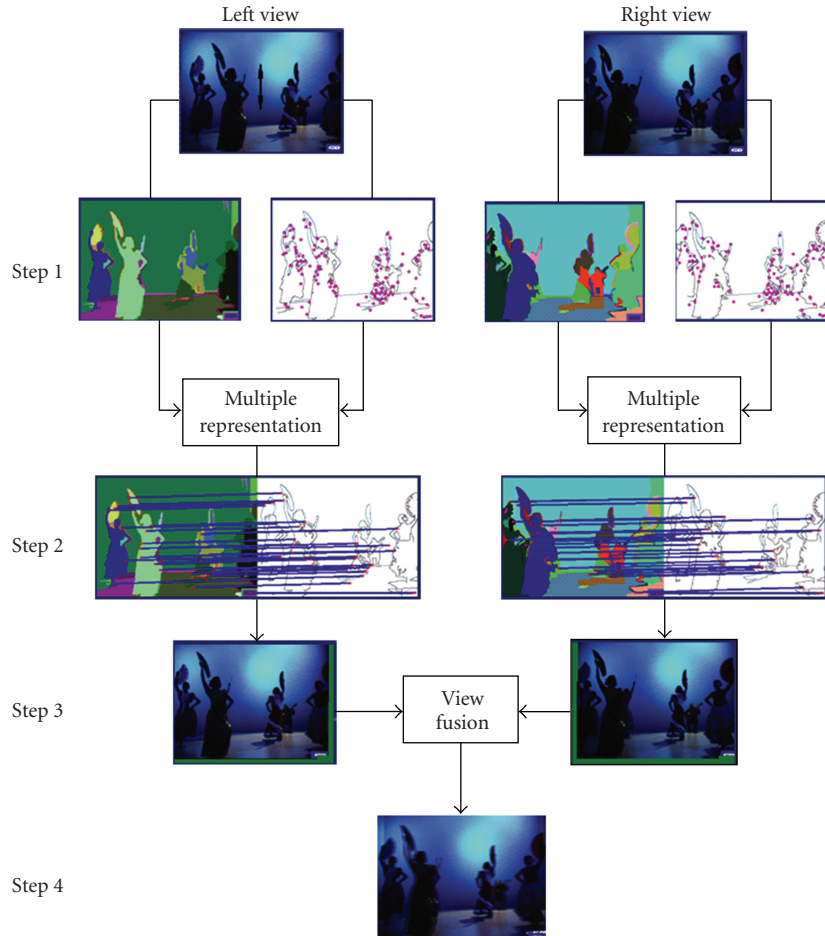 Left view
Right view
Step 1
Multiple
representation
Multiple
representation
Step 2
Step 3
View
fusion
Step 4